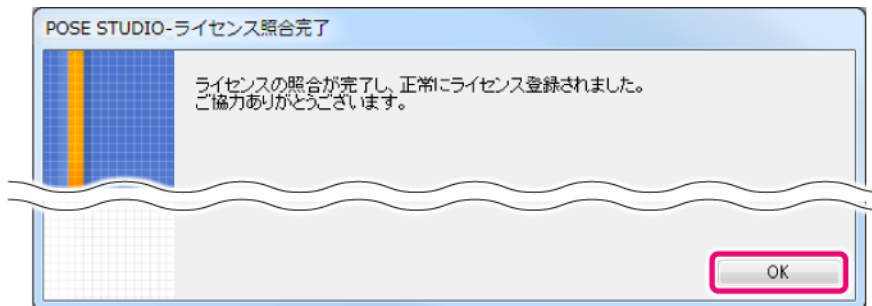 POSE STUDIO-ライセンス照合完了
ライセンスの照合が完了し、正常にライセンス登録されました。
ご協力ありがとうございます。
OK